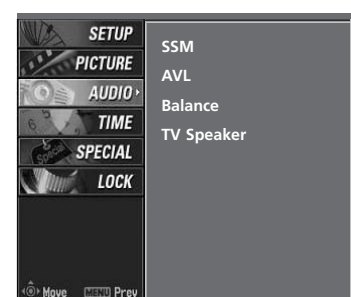 SETUP
PICTURE
AUDIO
TIME
SPECIAL
LOCK
Move MENU Prev
SSM
AVL
Balance
TV Speaker